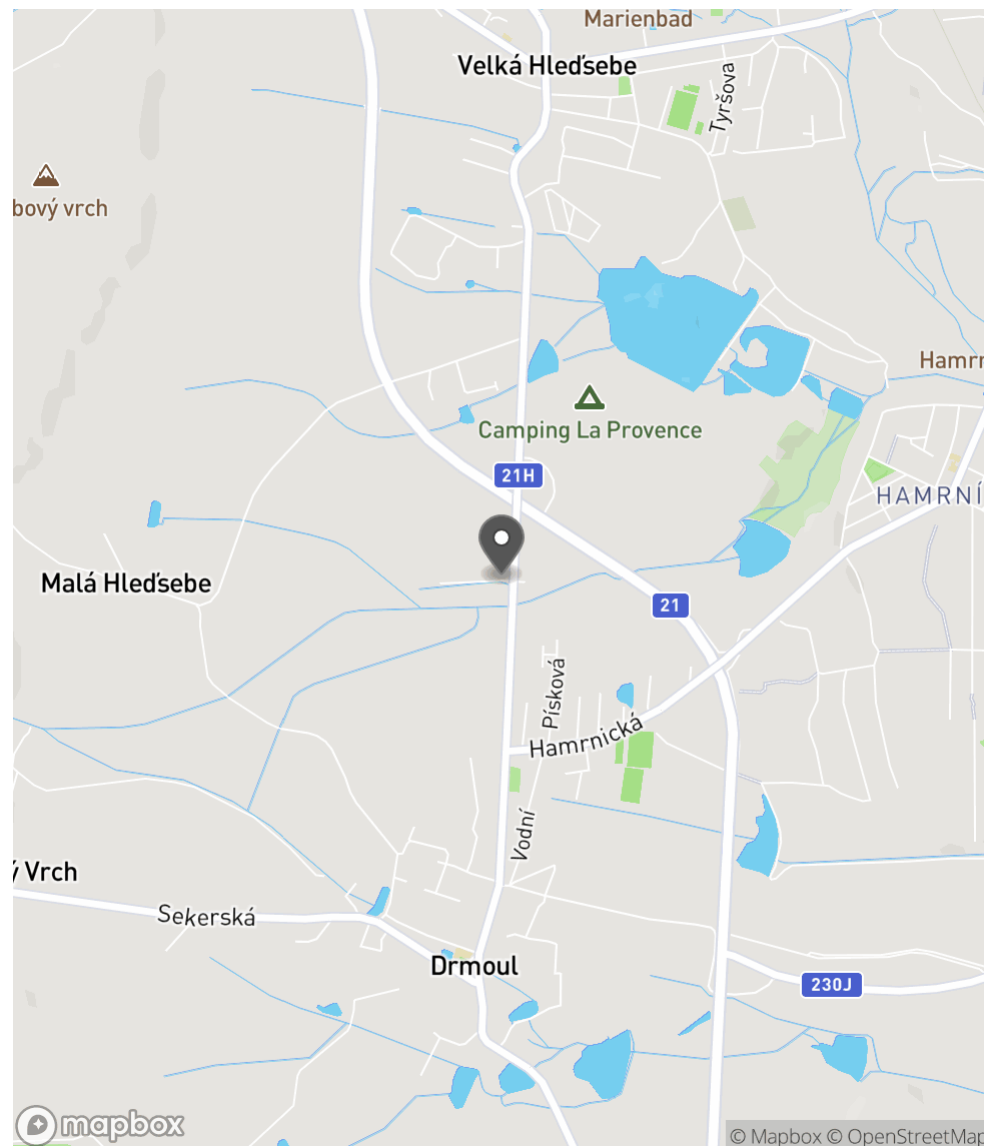 Marienbad
Velká Hleďsebe
Tyršova
bový vrch
Hamrn
Camping La Provence
21H
HAMRNÍ
Malá Hleďsebe
21
Písková
Hamrnická
Vodní
ý Vrch
Sekerská
Drmoul
230J
mapbox
© Mapbox © OpenStreetMap